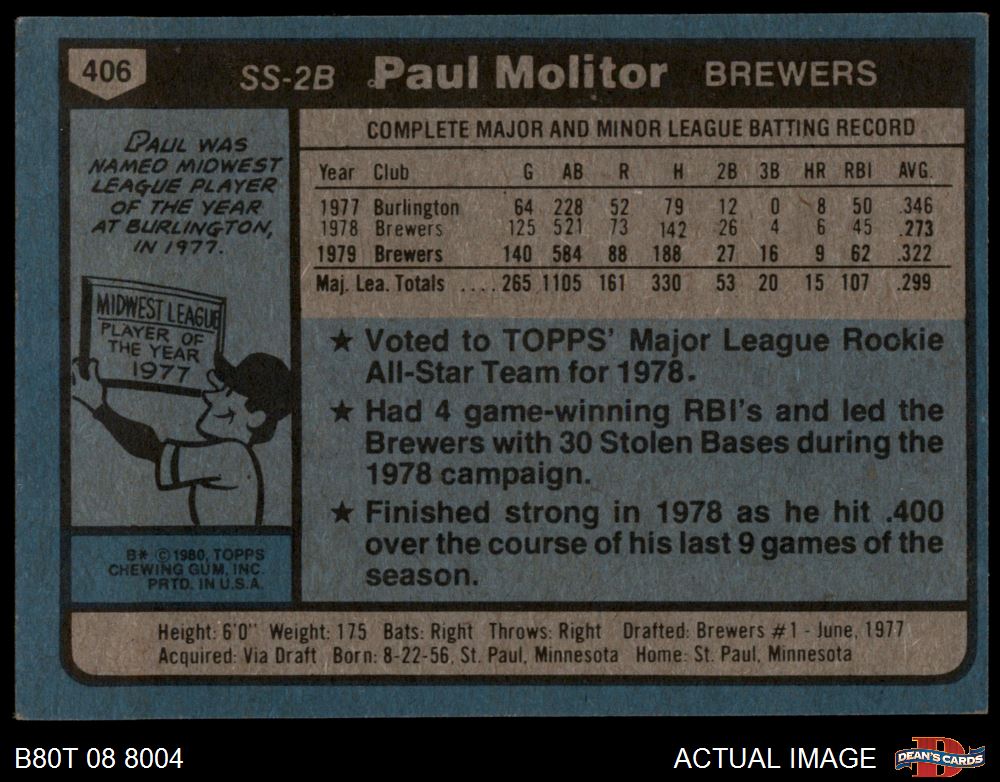 406 SS-2B Paul Molitor BREWERS
PAUL WAS
NAMED MIDWEST
LEAGUE PLAYER
OF THE YEAR
AT BURLINGTON,
IN 1977.
MIDWEST LEAGUE
PLAYER OF
THE YEAR
1977
B* © 1980, TOPPS
CHEWING GUM, INC.
PRTD. IN U.S.A.
COMPLETE MAJOR AND MINOR LEAGUE BATTING RECORD
Year Club G AB R H 2B 3B HR RBI AVG.
1977 Burlington 64 228 52 79 12 0 8 50 .346
1978 Brewers 125 521 73 142 26 4 6 45 .273
1979 Brewers 140 584 88 188 27 16 9 62 .322
Maj. Lea. Totals ....265 1105 161 330 53 20 15 107 .299
★ Voted to TOPPS' Major League Rookie
All-Star Team for 1978.
★ Had 4 game-winning RBI's and led the
Brewers with 30 Stolen Bases during the
1978 campaign.
★ Finished strong in 1978 as he hit .400
over the course of his last 9 games of the
season.
Height: 6'0" Weight: 175 Bats: Right Throws: Right Drafted: Brewers #1 - June, 1977
Acquired: Via Draft Born: 8-22-56, St. Paul, Minnesota Home: St. Paul, Minnesota
B80T 08 8004 ACTUAL IMAGE
D
DEAN'S CARDS